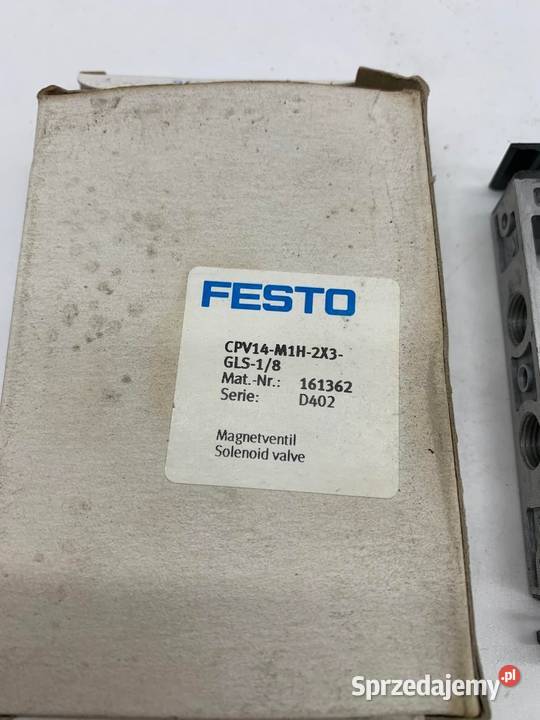 FESTO
CPV14-M1H-2X3-
GLS-1/8
Mat.-Nr.: 161362
Serie: D402
Magnetventil
Solenoid valve
Sprzedajemy.pl